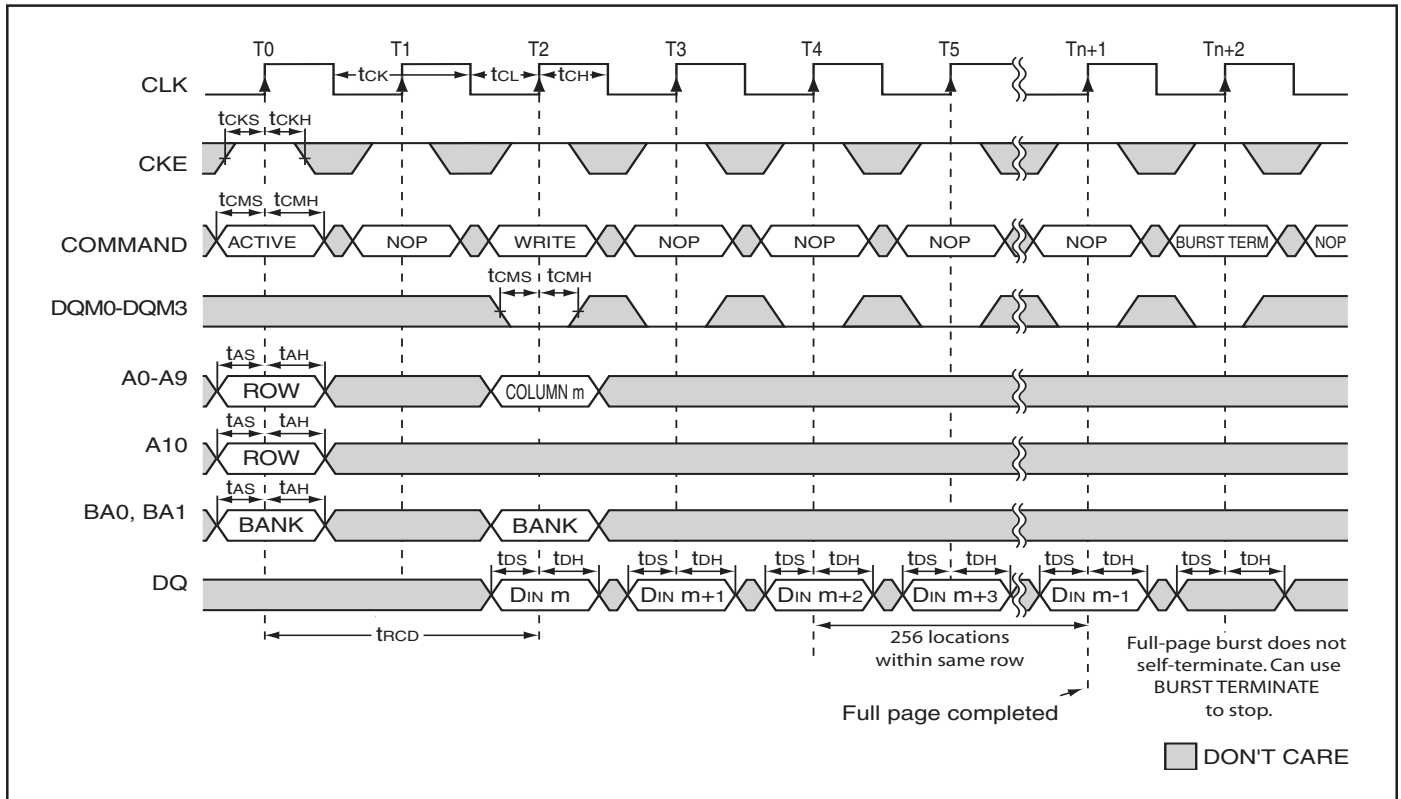 T0 T1 T2 T3 T4 T5 Tn+1 Tn+2
CLK
tCK tCL tCH
tCKS tCKH
CKE
tCMS tCMH
COMMAND ACTIVE NOP WRITE NOP NOP NOP NOP BURST TERM NOP
tCMS tCMH
DQM0-DQM3
tAS tAH
A0-A9 ROW COLUMN m
tAS tAH
A10 ROW
tAS tAH
BA0, BA1 BANK BANK
tDS tDH tDS tDH tDS tDH tDS tDH tDS tDH tDS tDH
DQ DIN m DIN m+1 DIN m+2 DIN m+3 DIN m-1
tRCD
256 locations
within same row
Full page completed
Full-page burst does not
self-terminate. Can use
BURST TERMINATE
to stop.
DON'T CARE